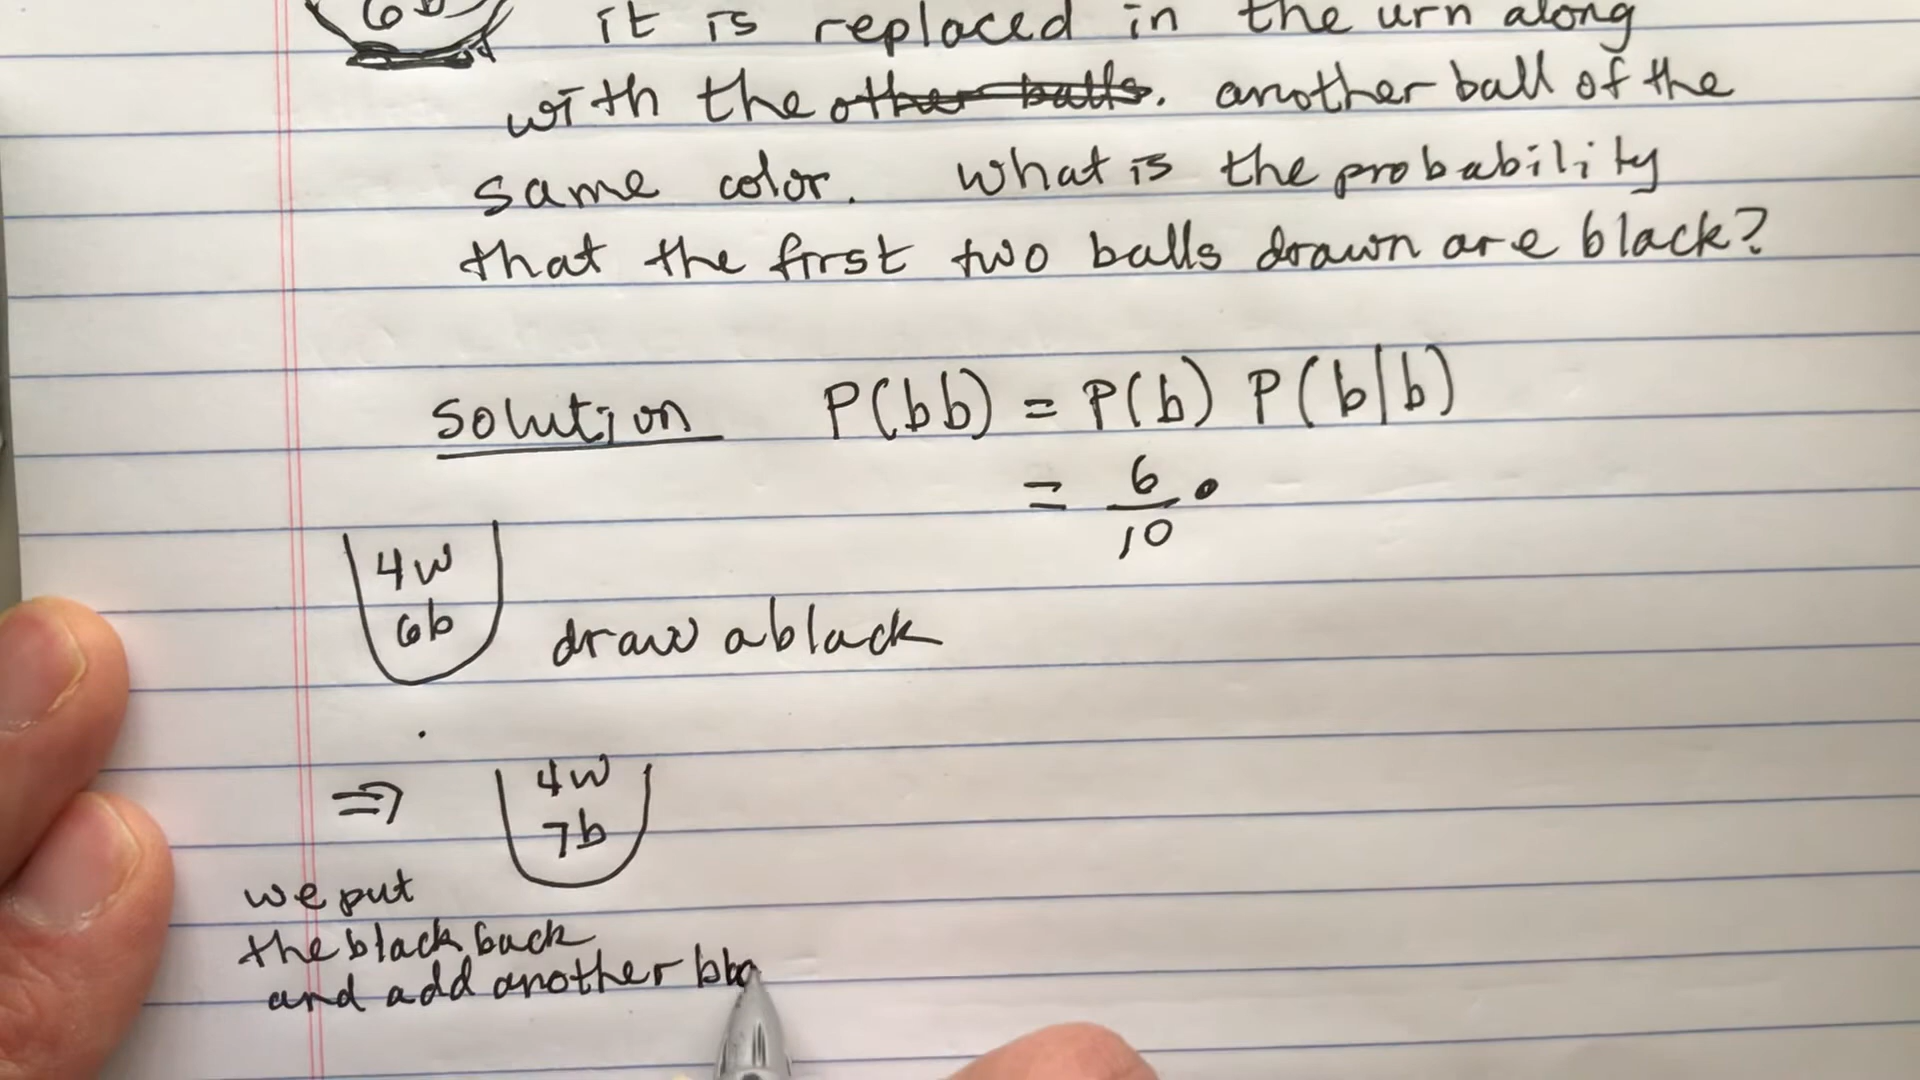 6b it is replaced in the urn along
with the other balls. another ball of the
same color. What is the probability
that the first two balls drawn are black?
Solution P(bb) = P(b) P(b|b)
= 6/10 •
4w
6b draw a black
⇒ 4w
7b
we put
the black back
and add another bla